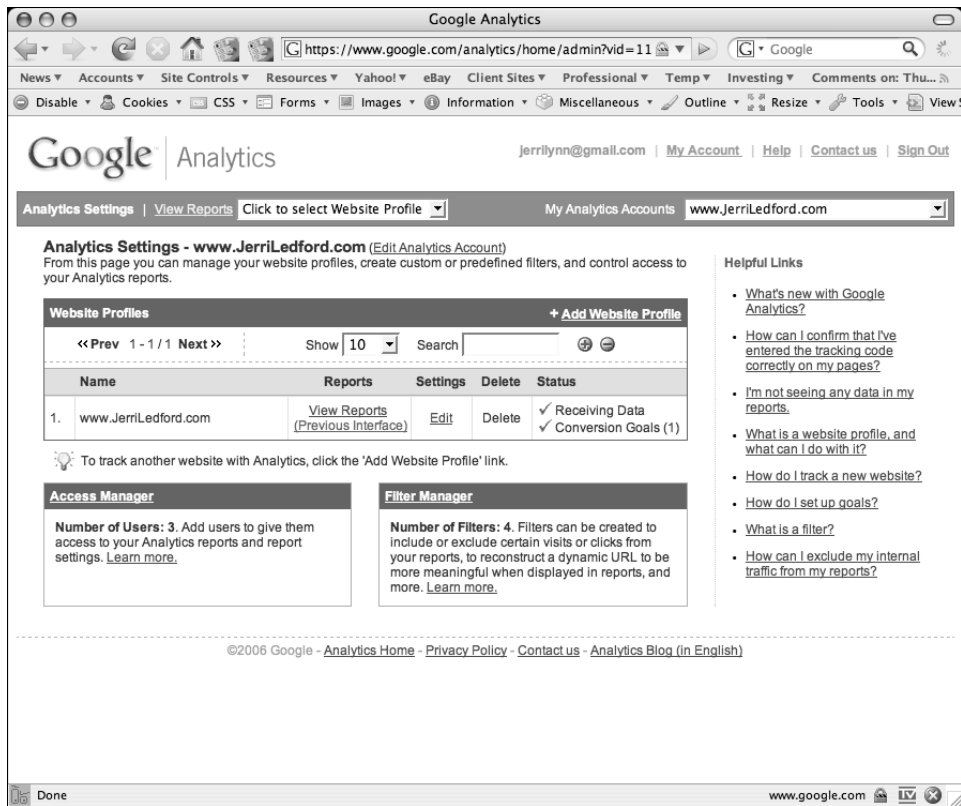 Google Analytics
https://www.google.com/analytics/home/admin?vid=11
Google
News Accounts Site Controls Resources Yahoo! eBay Client Sites Professional Temp Investing Comments on: Thu...
Disable Cookies CSS Forms Images Information Miscellaneous Outline Resize Tools View
Google Analytics
jerrilynn@gmail.com | My Account | Help | Contact us | Sign Out
Analytics Settings | View Reports Click to select Website Profile My Analytics Accounts www.JerriLedford.com
Analytics Settings - www.JerriLedford.com (Edit Analytics Account)
From this page you can manage your website profiles, create custom or predefined filters, and control access to
your Analytics reports.
Website Profiles + Add Website Profile
« Prev 1 - 1 / 1 Next » Show 10 Search
Name Reports Settings Delete Status
1. www.JerriLedford.com View Reports (Previous Interface) Edit Delete ✓ Receiving Data
✓ Conversion Goals (1)
To track another website with Analytics, click the 'Add Website Profile' link.
Access Manager
Number of Users: 3. Add users to give them
access to your Analytics reports and report
settings. Learn more.
Filter Manager
Number of Filters: 4. Filters can be created to
include or exclude certain visits or clicks from
your reports, to reconstruct a dynamic URL to be
more meaningful when displayed in reports, and
more. Learn more.
Helpful Links
• What's new with Google
Analytics?
• How can I confirm that I've
entered the tracking code
correctly on my pages?
• I'm not seeing any data in my
reports.
• What is a website profile, and
what can I do with it?
• How do I track a new website?
• How do I set up goals?
• What is a filter?
• How can I exclude my internal
traffic from my reports?
©2006 Google - Analytics Home - Privacy Policy - Contact us - Analytics Blog (in English)
Done www.google.com